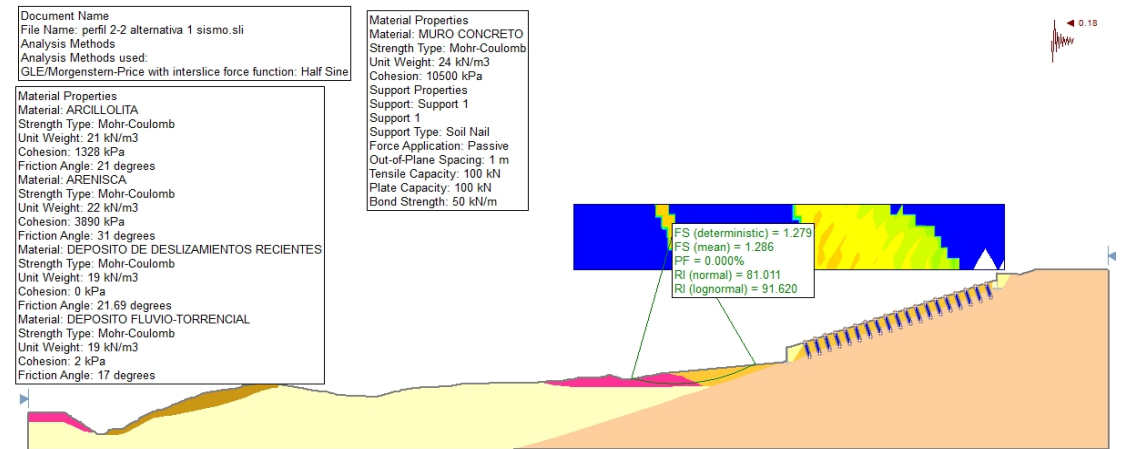 Document Name
File Name: perfil 2-2 alternativa 1 sismo.sli
Analysis Methods
Analysis Methods used:
GLE/Morgenstern-Price with interslice force function: Half Sine
Material Properties
Material: ARCILLOLITA
Strength Type: Mohr-Coulomb
Unit Weight: 21 kN/m3
Cohesion: 1328 kPa
Friction Angle: 21 degrees
Material: ARENISCA
Strength Type: Mohr-Coulomb
Unit Weight: 22 kN/m3
Cohesion: 3890 kPa
Friction Angle: 31 degrees
Material: DEPOSITO DE DESLIZAMIENTOS RECIENTES
Strength Type: Mohr-Coulomb
Unit Weight: 19 kN/m3
Cohesion: 0 kPa
Friction Angle: 21.69 degrees
Material: DEPOSITO FLUVIO-TORRENCIAL
Strength Type: Mohr-Coulomb
Unit Weight: 19 kN/m3
Cohesion: 2 kPa
Friction Angle: 17 degrees
Material Properties
Material: MURO CONCRETO
Strength Type: Mohr-Coulomb
Unit Weight: 24 kN/m3
Cohesion: 10500 kPa
Support Properties
Support: Support 1
Support 1
Support Type: Soil Nail
Force Application: Passive
Out-of-Plane Spacing: 1 m
Tensile Capacity: 100 kN
Plate Capacity: 100 kN
Bond Strength: 50 kN/m
0.18
FS (deterministic) = 1.279
FS (mean) = 1.286
PF = 0.000%
RI (normal) = 81.011
RI (lognormal) = 91.620